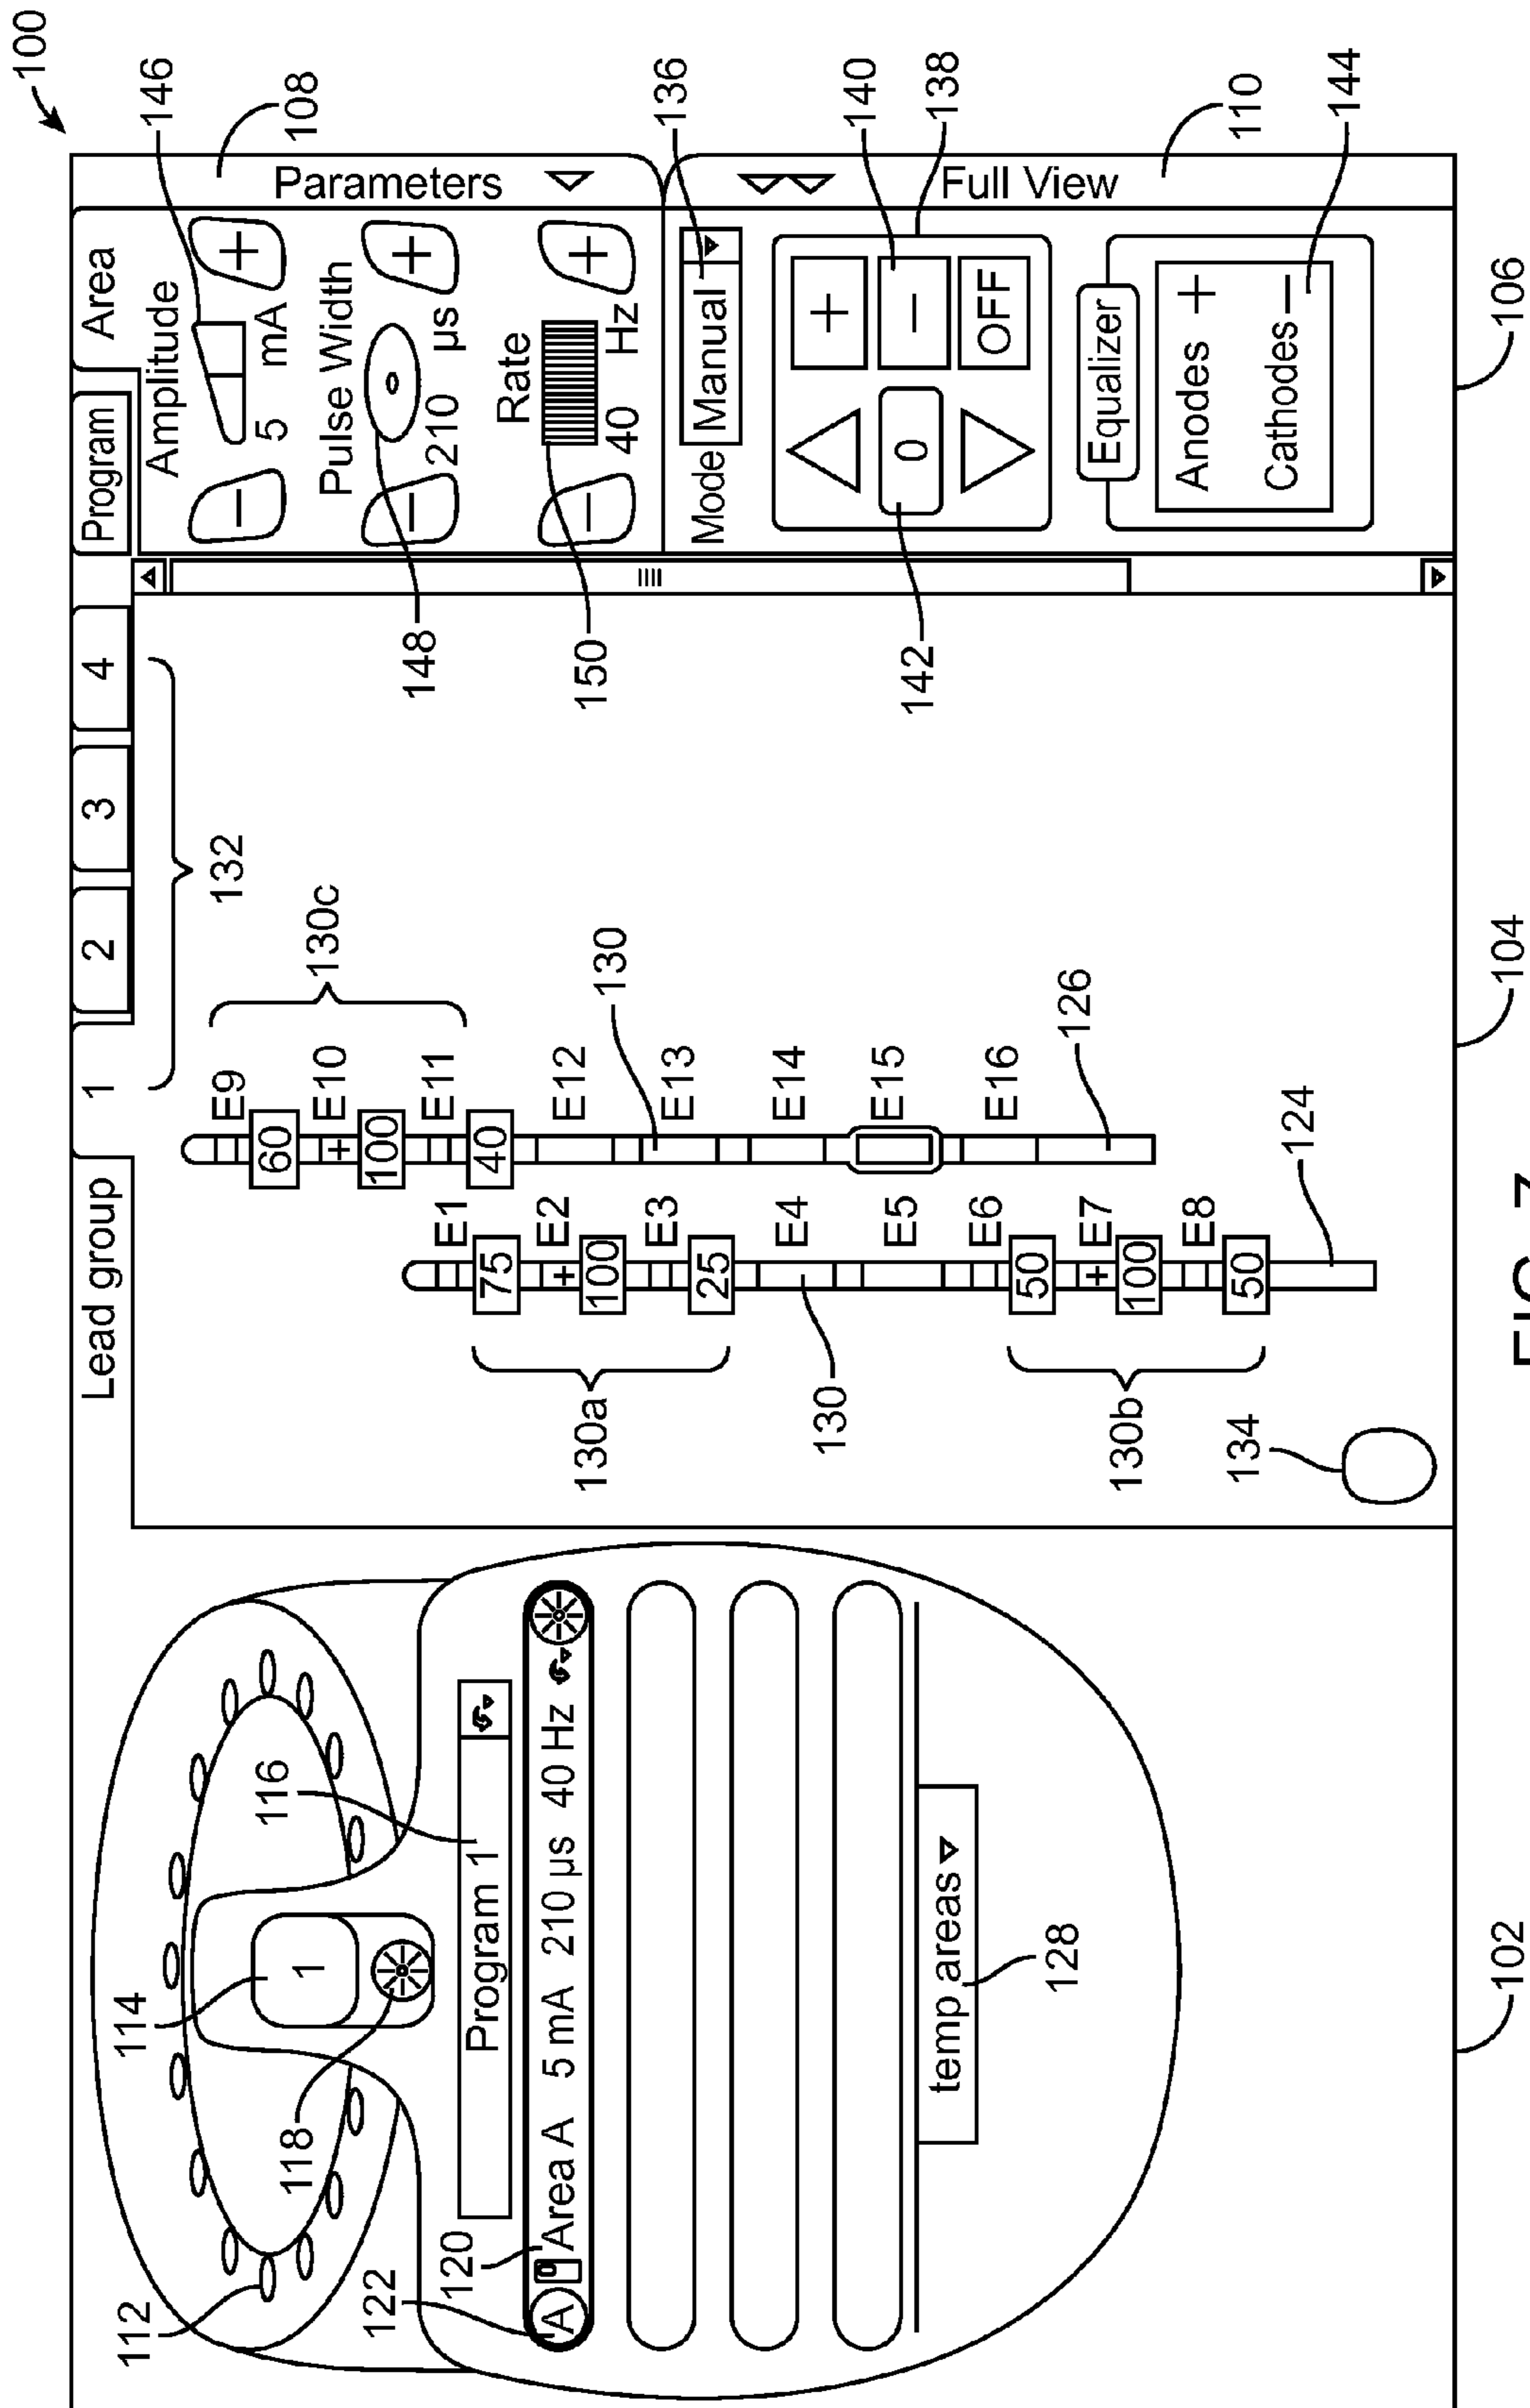 100
Lead group
1
2
3
4
Program
Area
112
114
116
118
1
Program 1
120
122
A
Area A 5 mA 210 µs 40 Hz
temp areas
128
132
E9
60
E10
+
100
E11
40
E12
E13
E14
E15
E16
130c
130
126
E1
75
E2
+
100
E3
25
E4
E5
E6
50
E7
+
100
E8
50
130a
130
130b
124
134
Amplitude
146
−
+
5 mA
Pulse Width
−
+
210 µs
148
Rate
−
+
40 Hz
150
Parameters
108
Mode
Manual
136
+
−
OFF
0
140
138
142
Equalizer
Anodes +
Cathodes −
144
Full View
110
102
104
106